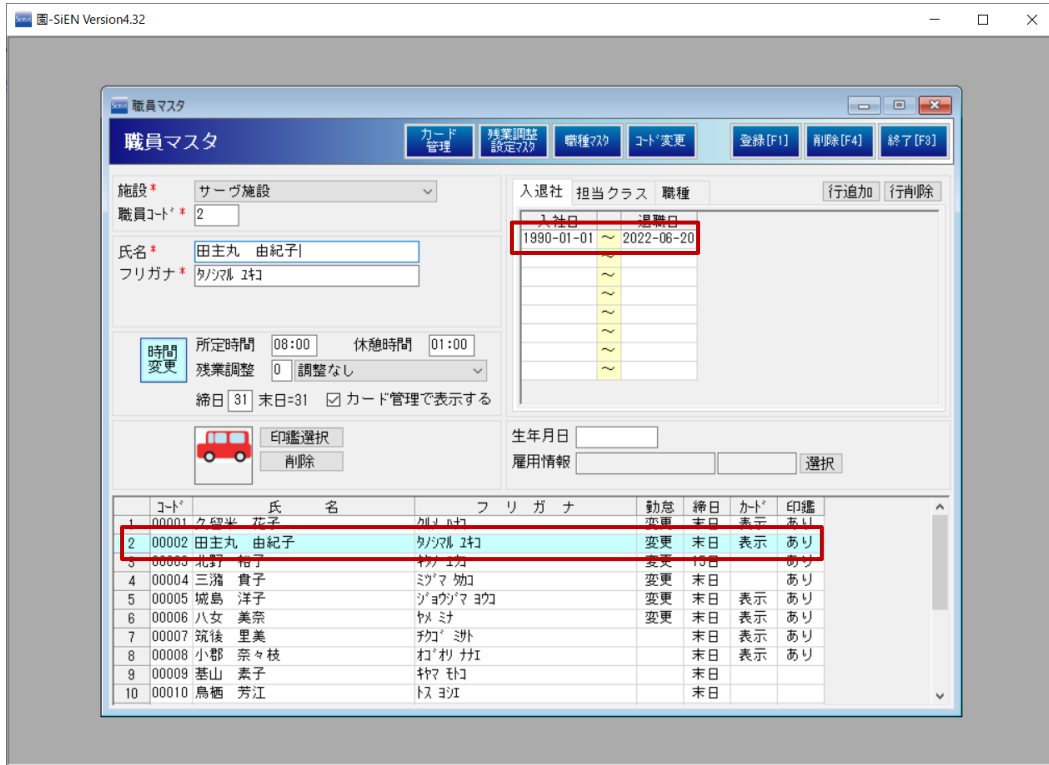 Serve 園-SiEN Version4.32
Serve 職員マスタ
職員マスタ
カード管理
残業調整設定マスタ
職種マスタ
コード変更
登録[F1]
削除[F4]
終了[F3]
施設* サーヴ施設
職員コード* 2
氏名* 田主丸 由紀子
フリガナ* タノシマル ユキコ
時間変更
所定時間 08:00 休憩時間 01:00
残業調整 0 調整なし
締日 31 末日=31 カード管理で表示する
印鑑選択
削除
入退社 担当クラス 職種 行追加 行削除
入社日 退職日
1990-01-01 ~ 2022-06-20
~
~
~
~
~
~
~
生年月日
雇用情報 選択
コード 氏 名 フリガナ 勤怠 締日 カード 印鑑
1 00001 久留米 花子 クルメ ハナコ 変更 末日 表示 あり
2 00002 田主丸 由紀子 タノシマル ユキコ 変更 末日 表示 あり
3 00003 北野 裕子 キタノ ユウコ 変更 15日 あり
4 00004 三潴 貴子 ミヅマ タカコ 変更 末日 あり
5 00005 城島 洋子 ジョウジマ ヨウコ 変更 末日 表示 あり
6 00006 八女 美奈 ヤメ ミナ 変更 末日 表示 あり
7 00007 筑後 里美 チクゴ サトミ 末日 表示 あり
8 00008 小郡 奈々枝 オゴオリ ナナエ 末日 表示 あり
9 00009 基山 素子 キヤマ モトコ 末日
10 00010 鳥栖 芳江 トス ヨシエ 末日